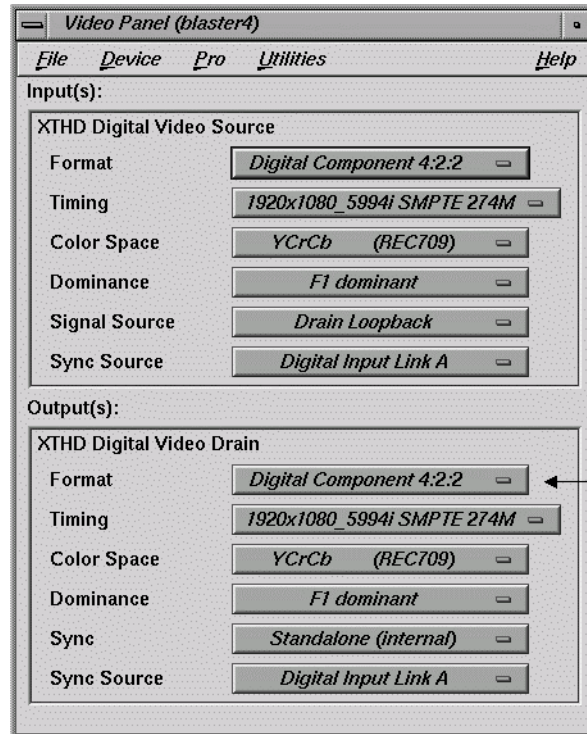 Video Panel (blaster4)
File Device Pro Utilities Help
Input(s):
XTHD Digital Video Source
Format Digital Component 4:2:2
Timing 1920x1080_5994i SMPTE 274M
Color Space YCrCb (REC709)
Dominance F1 dominant
Signal Source Drain Loopback
Sync Source Digital Input Link A
Output(s):
XTHD Digital Video Drain
Format Digital Component 4:2:2
Timing 1920x1080_5994i SMPTE 274M
Color Space YCrCb (REC709)
Dominance F1 dominant
Sync Standalone (internal)
Sync Source Digital Input Link A